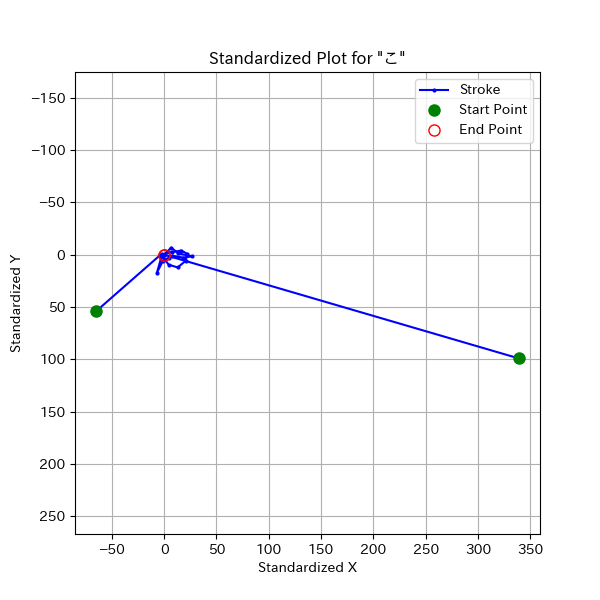 Standardized Plot for "こ"
Stroke
Start Point
End Point
Standardized Y
−150
−100
−50
0
50
100
150
200
250
−50 0 50 100 150 200 250 300 350
Standardized X